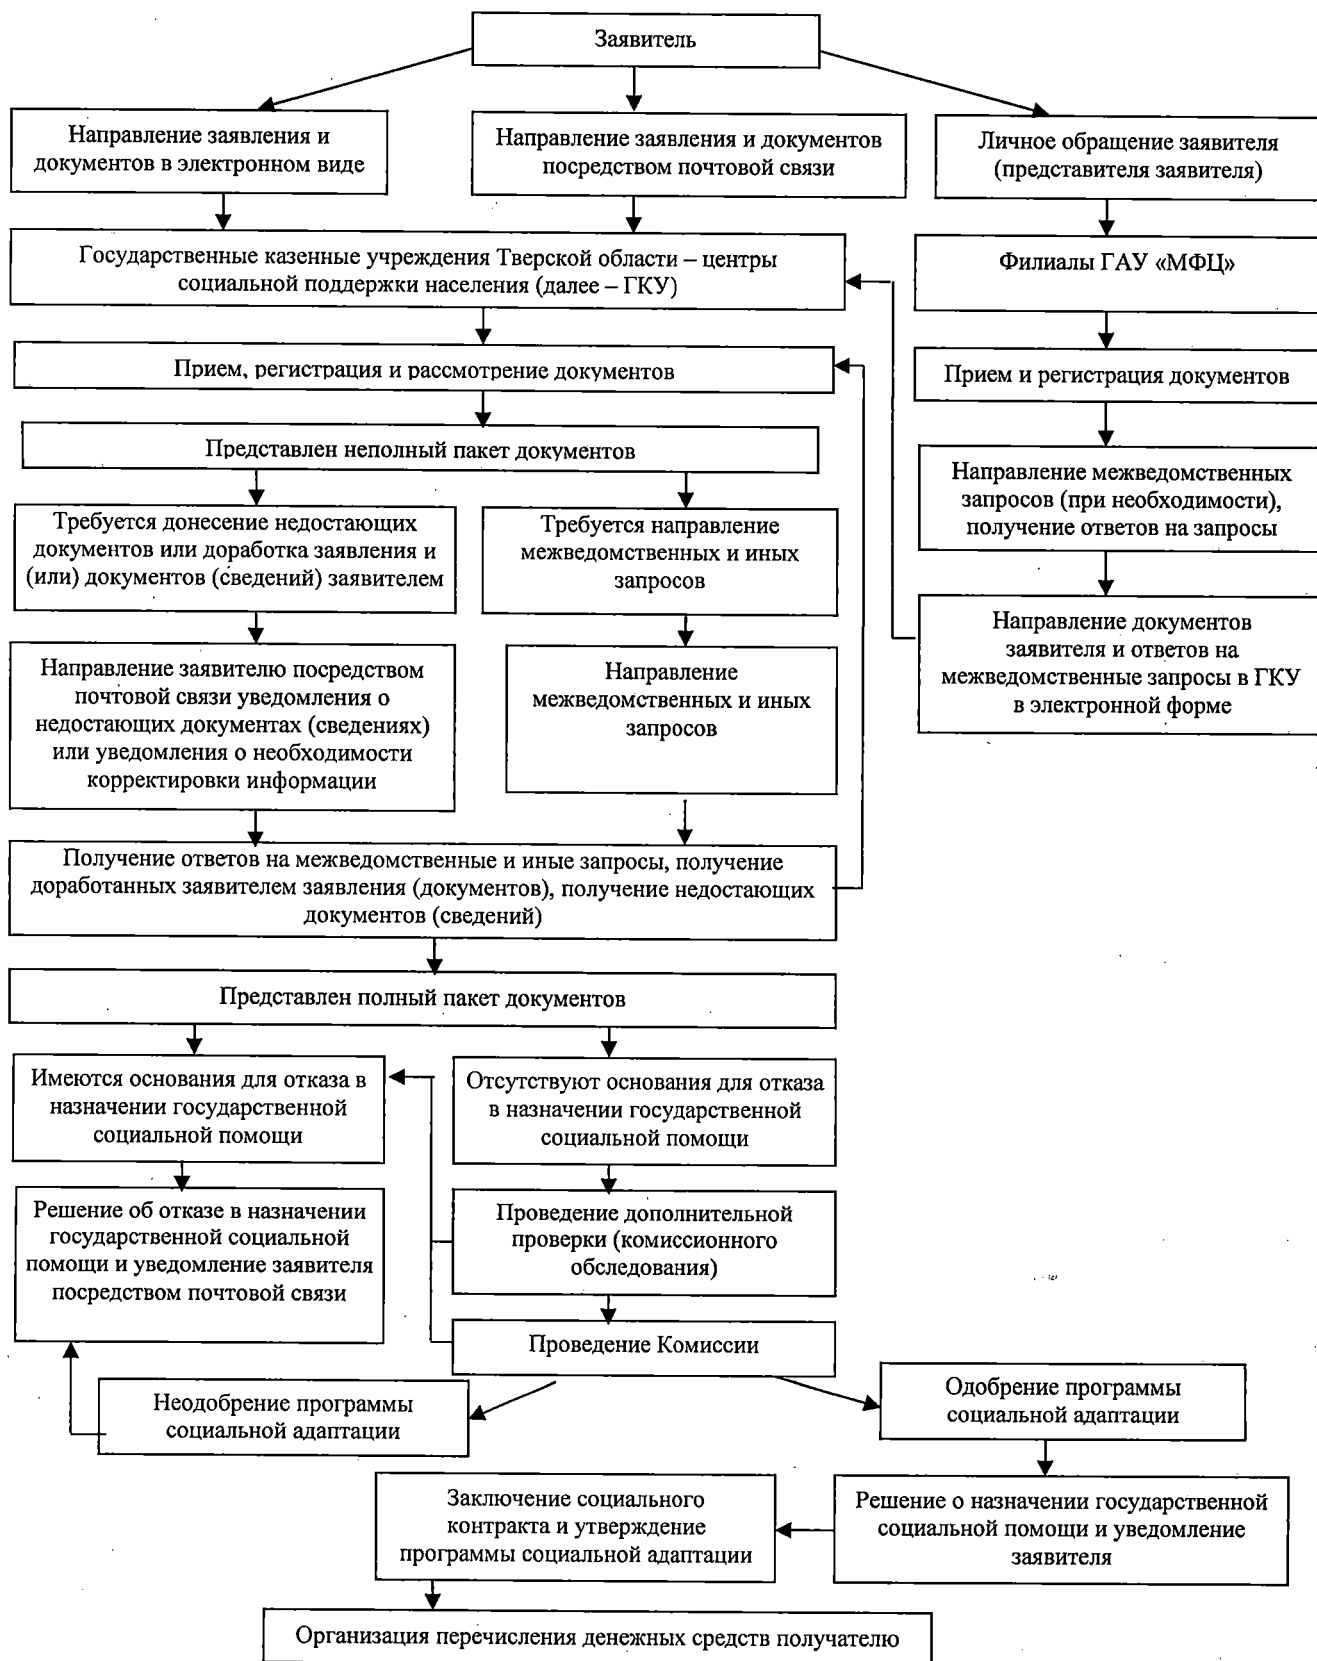 Заявитель
Направление заявления и
документов в электронном виде
Направление заявления и документов
посредством почтовой связи
Личное обращение заявителя
(представителя заявителя)
Государственные казенные учреждения Тверской области – центры
социальной поддержки населения (далее – ГКУ)
Филиалы ГАУ «МФЦ»
Прием, регистрация и рассмотрение документов
Прием и регистрация документов
Представлен неполный пакет документов
Направление межведомственных
запросов (при необходимости),
получение ответов на запросы
Требуется донесение недостающих
документов или доработка заявления и
(или) документов (сведений) заявителем
Требуется направление
межведомственных и иных
запросов
Направление документов
заявителя и ответов на
межведомственные запросы в ГКУ
в электронной форме
Направление заявителю посредством
почтовой связи уведомления о
недостающих документах (сведениях)
или уведомления о необходимости
корректировки информации
Направление
межведомственных и иных
запросов
Получение ответов на межведомственные и иные запросы, получение
доработанных заявителем заявления (документов), получение недостающих
документов (сведений)
Представлен полный пакет документов
Имеются основания для отказа в
назначении государственной
социальной помощи
Отсутствуют основания для отказа
в назначении государственной
социальной помощи
Решение об отказе в назначении
государственной социальной
помощи и уведомление заявителя
посредством почтовой связи
Проведение дополнительной
проверки (комиссионного
обследования)
Проведение Комиссии
Неодобрение программы
социальной адаптации
Одобрение программы
социальной адаптации
Заключение социального
контракта и утверждение
программы социальной адаптации
Решение о назначении государственной
социальной помощи и уведомление
заявителя
Организация перечисления денежных средств получателю